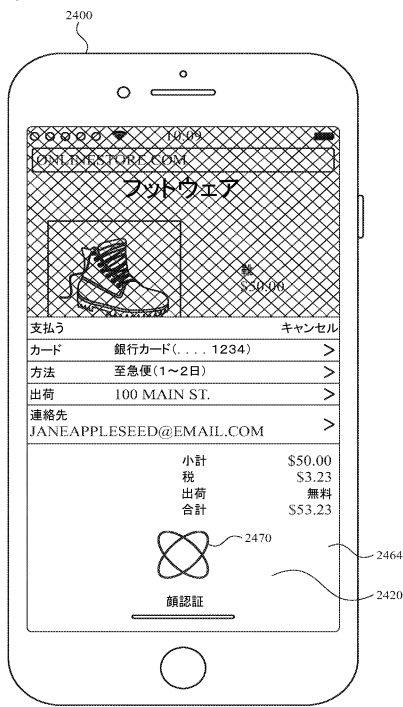 2400
10:09
ONLINESTORE.COM
フットウェア
靴
$50.00
支払う キャンセル
カード 銀行カード(....1234) >
方法 至急便(1~2日) >
出荷 100 MAIN ST. >
連絡先
JANEAPPLESEED@EMAIL.COM >
小計 $50.00
税 $3.23
出荷 無料
合計 $53.23
2470
2464
2420
顔認証